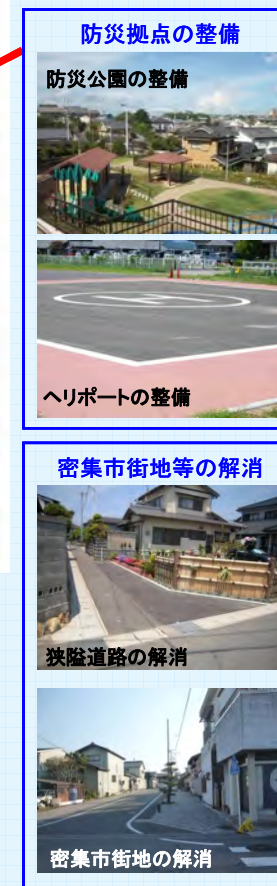 防災拠点の整備
防災公園の整備
ヘリポートの整備
密集市街地等の解消
狭隘道路の解消
密集市街地の解消